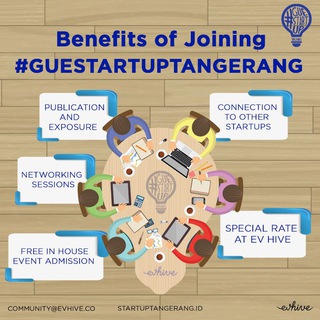 Benefits of Joining
#GUESTARTUPTANGERANG
PUBLICATION
AND
EXPOSURE
CONNECTION
TO OTHER
STARTUPS
NETWORKING
SESSIONS
FREE IN HOUSE
EVENT ADMISSION
SPECIAL RATE
AT EV HIVE
evhive
COMMUNITY@EVHIVE.CO
STARTUPTANGERANG.ID
evhive